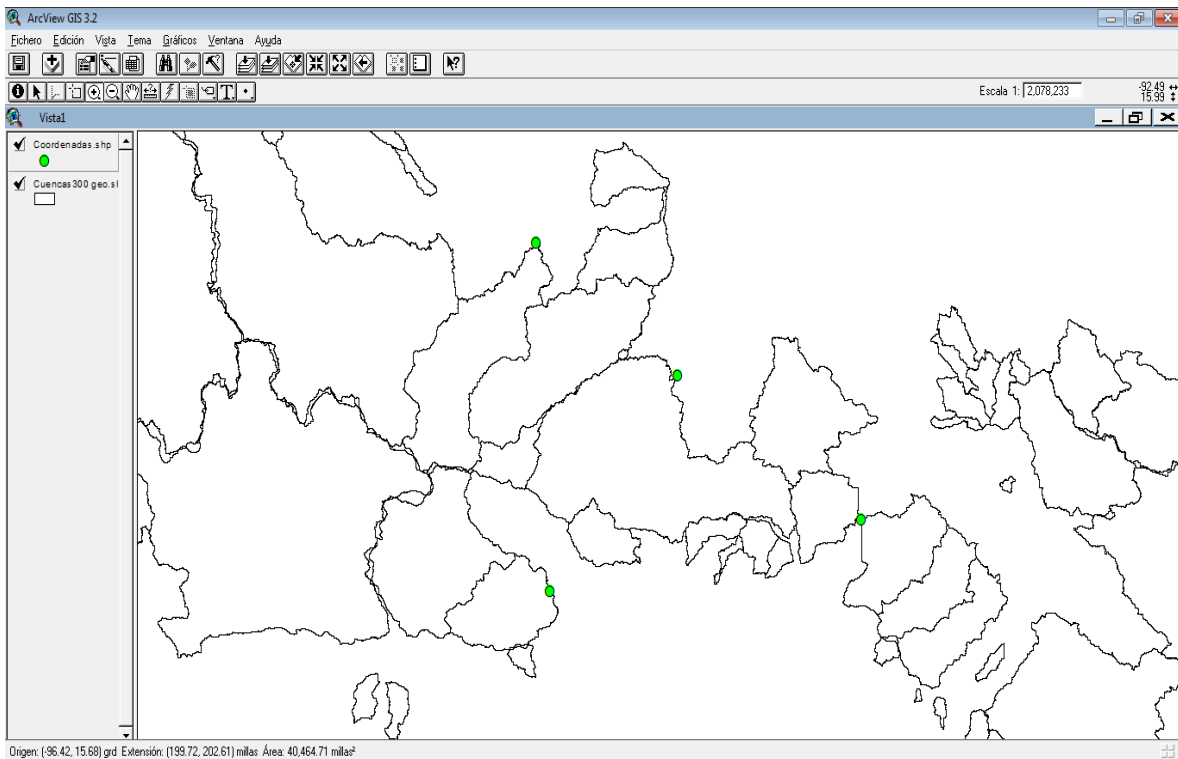 ArcView GIS 3.2
Fichero Edición Vista Tema Gráficos Ventana Ayuda
Escala 1: 2,078,233
-92.49
15.99
Vista1
Coordenadas.shp
Cuencas300 geo.sl
Origen: (-96.42, 15.68) grd Extensión: (199.72, 202.61) millas Área: 40,464.71 millas²